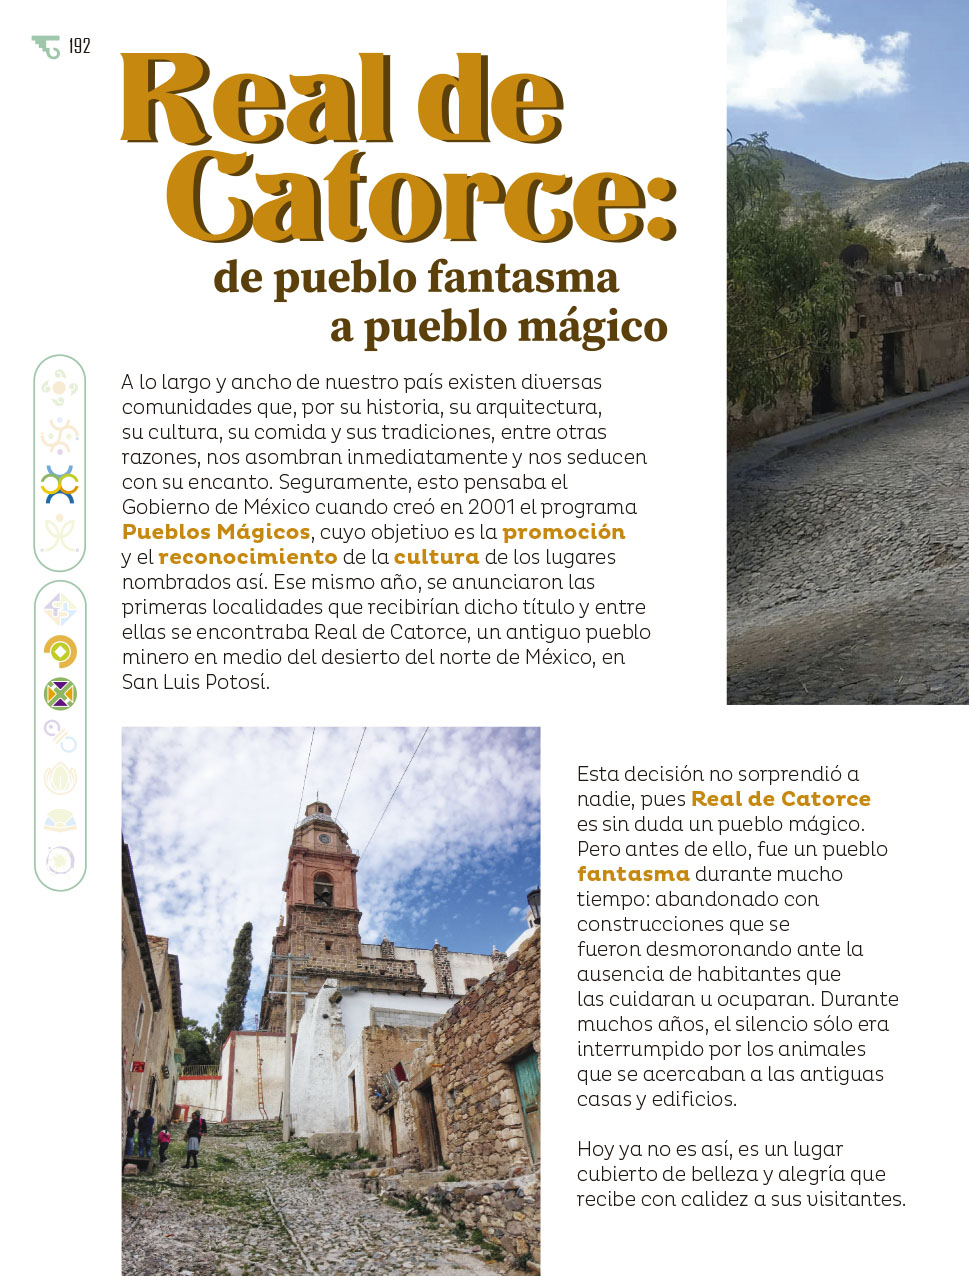 192
Real de
Catorce:
de pueblo fantasma
a pueblo mágico
A lo largo y ancho de nuestro país existen diversas
comunidades que, por su historia, su arquitectura,
su cultura, su comida y sus tradiciones, entre otras
razones, nos asombran inmediatamente y nos seducen
con su encanto. Seguramente, esto pensaba el
Gobierno de México cuando creó en 2001 el programa
Pueblos Mágicos, cuyo objetivo es la promoción
y el reconocimiento de la cultura de los lugares
nombrados así. Ese mismo año, se anunciaron las
primeras localidades que recibirían dicho título y entre
ellas se encontraba Real de Catorce, un antiguo pueblo
minero en medio del desierto del norte de México, en
San Luis Potosí.
Esta decisión no sorprendió a
nadie, pues Real de Catorce
es sin duda un pueblo mágico.
Pero antes de ello, fue un pueblo
fantasma durante mucho
tiempo: abandonado con
construcciones que se
fueron desmoronando ante la
ausencia de habitantes que
las cuidaran u ocuparan. Durante
muchos años, el silencio sólo era
interrumpido por los animales
que se acercaban a las antiguas
casas y edificios.
Hoy ya no es así, es un lugar
cubierto de belleza y alegría que
recibe con calidez a sus visitantes.